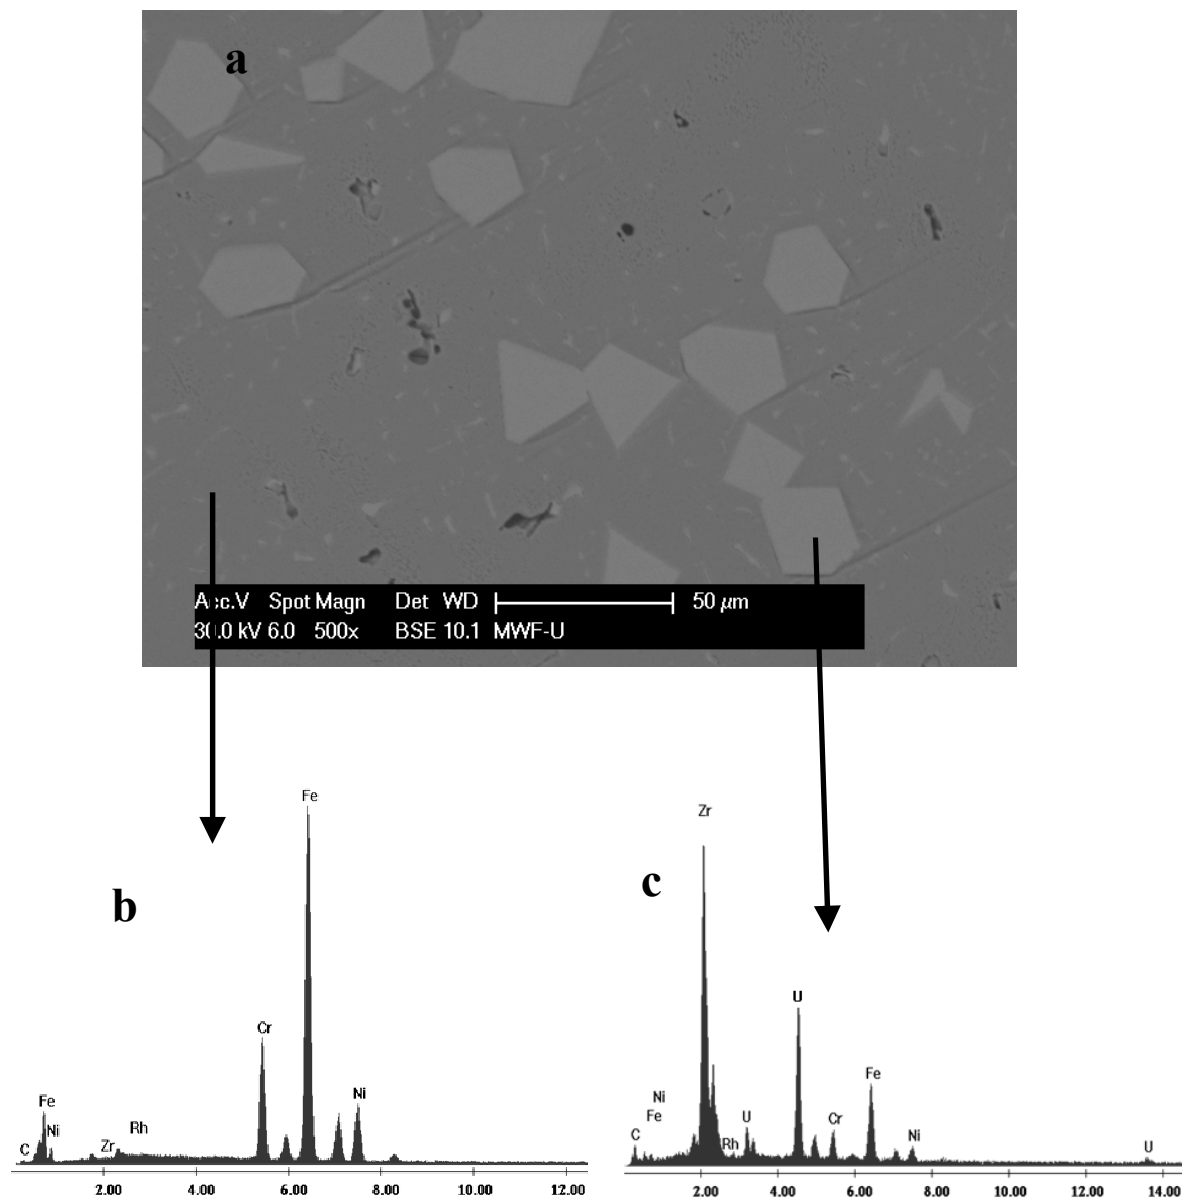 a
Acc.V Spot Magn Det WD 50 µm
30.0 kV 6.0 500x BSE 10.1 MWF-U
b
Fe
Cr
Ni
Fe
Ni
C
Zr
Rh
2.00 4.00 6.00 8.00 10.00 12.00
c
Zr
U
Fe
Ni
Fe
C
Rh
U
Cr
Ni
U
2.00 4.00 6.00 8.00 10.00 12.00 14.00